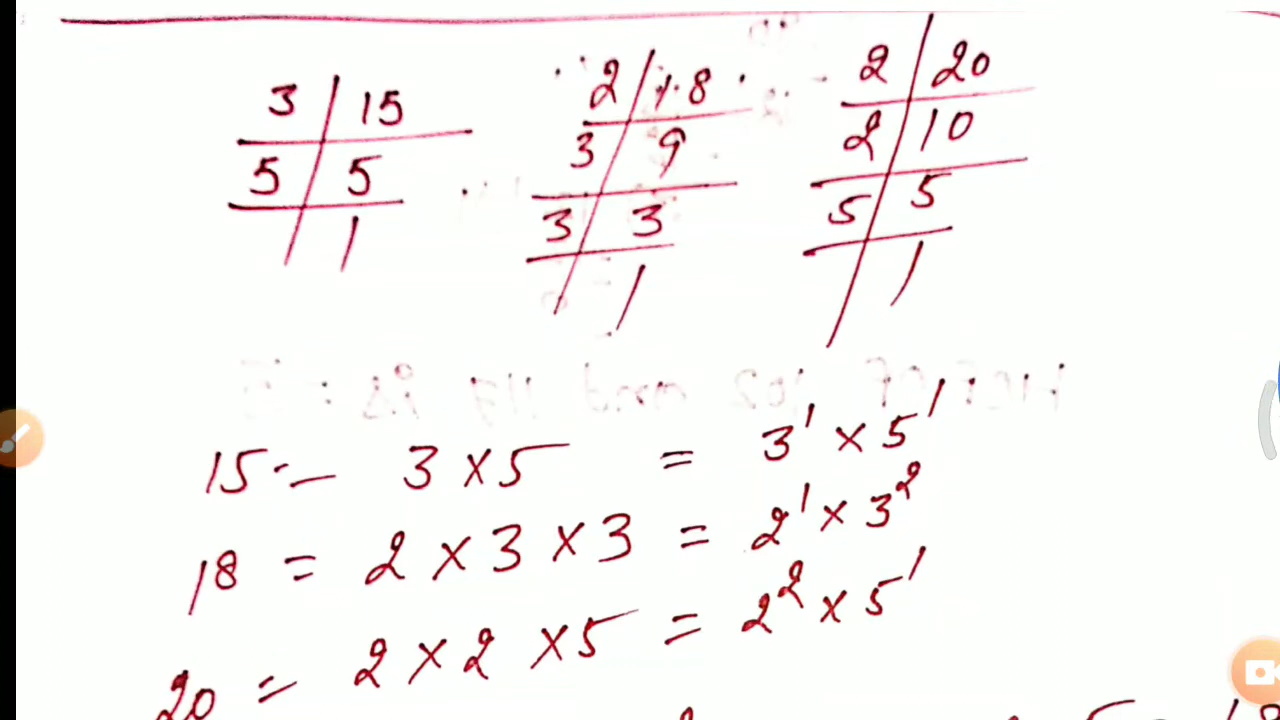 3 | 15
5 | 5
1
2 | 18
3 | 9
3 | 3
1
2 | 20
2 | 10
5 | 5
1
15 - 3 × 5 = 3¹ × 5¹
18 = 2 × 3 × 3 = 2¹ × 3²
20 = 2 × 2 × 5 = 2² × 5¹